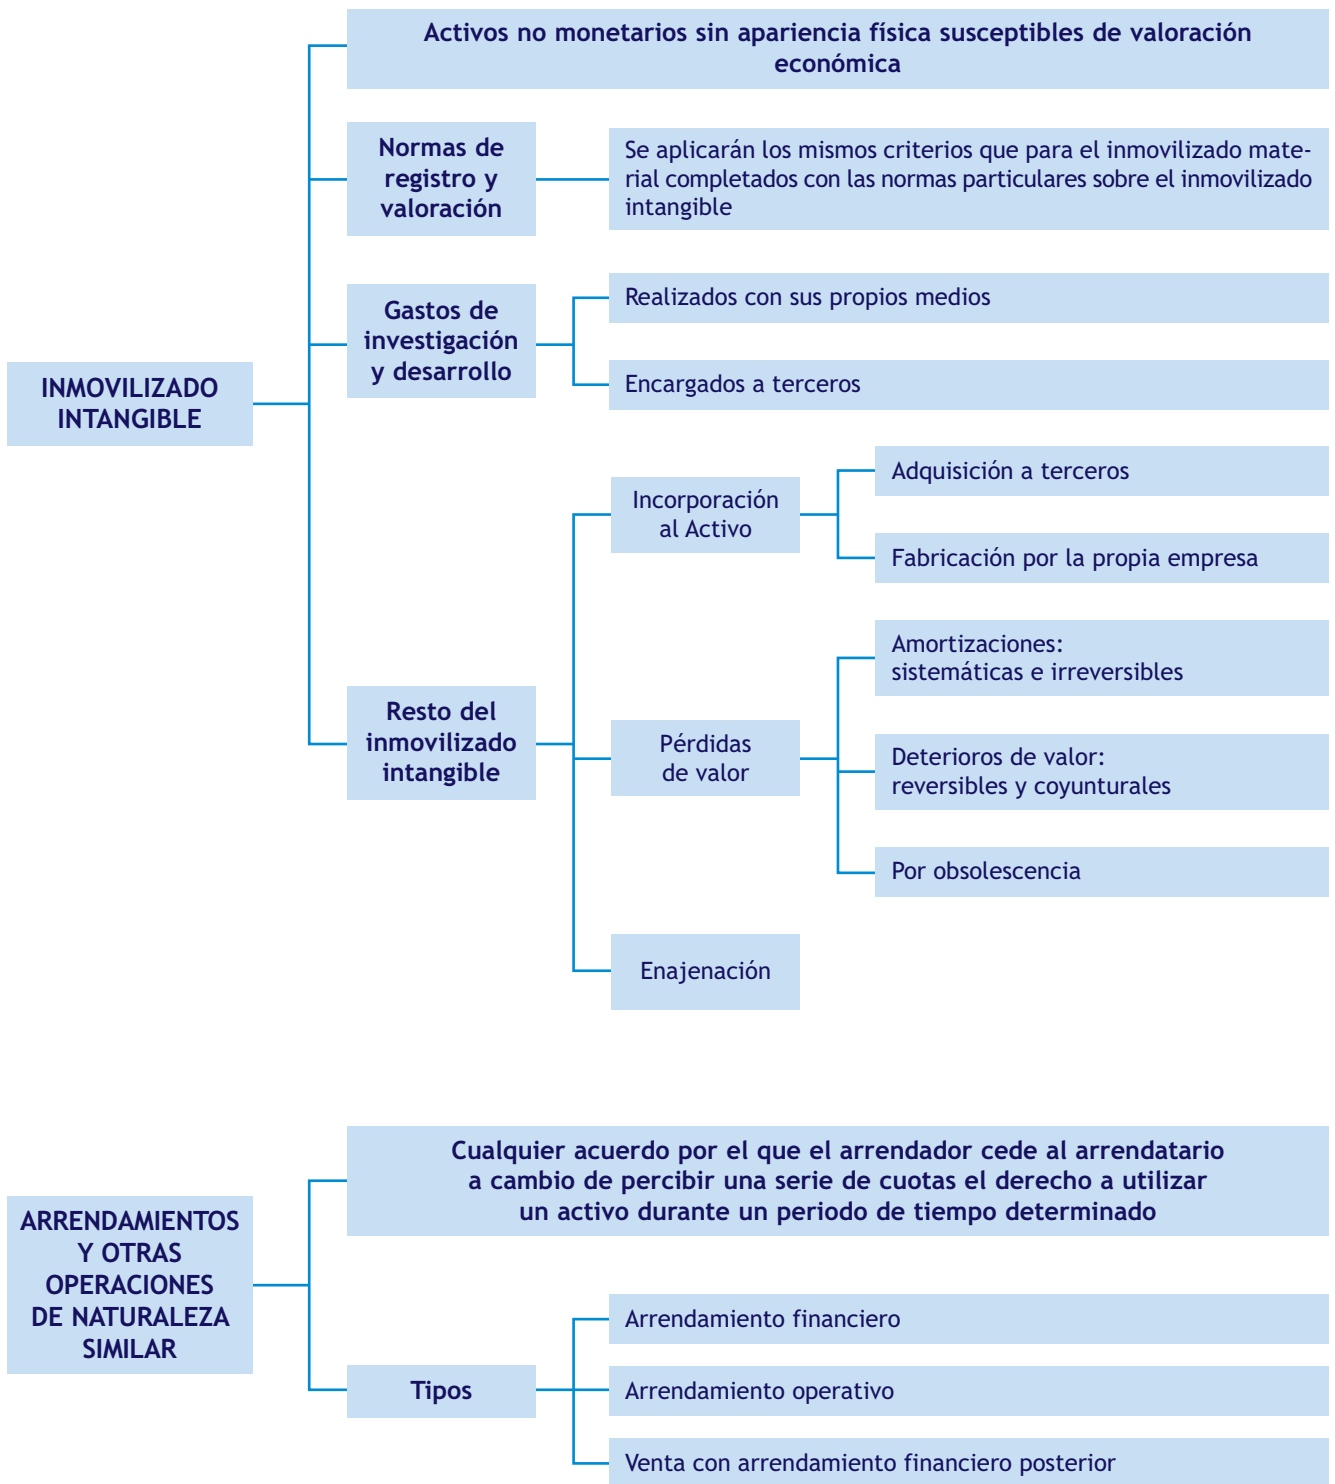 Activos no monetarios sin apariencia física susceptibles de valoración
económica
Normas de
registro y
valoración
Se aplicarán los mismos criterios que para el inmovilizado mate-
rial completados con las normas particulares sobre el inmovilizado
intangible
Gastos de
investigación
y desarrollo
Realizados con sus propios medios
Encargados a terceros
INMOVILIZADO
INTANGIBLE
Incorporación
al Activo
Adquisición a terceros
Fabricación por la propia empresa
Resto del
inmovilizado
intangible
Pérdidas
de valor
Amortizaciones:
sistemáticas e irreversibles
Deterioros de valor:
reversibles y coyunturales
Por obsolescencia
Enajenación
Cualquier acuerdo por el que el arrendador cede al arrendatario
a cambio de percibir una serie de cuotas el derecho a utilizar
un activo durante un periodo de tiempo determinado
ARRENDAMIENTOS
Y OTRAS
OPERACIONES
DE NATURALEZA
SIMILAR
Tipos
Arrendamiento financiero
Arrendamiento operativo
Venta con arrendamiento financiero posterior